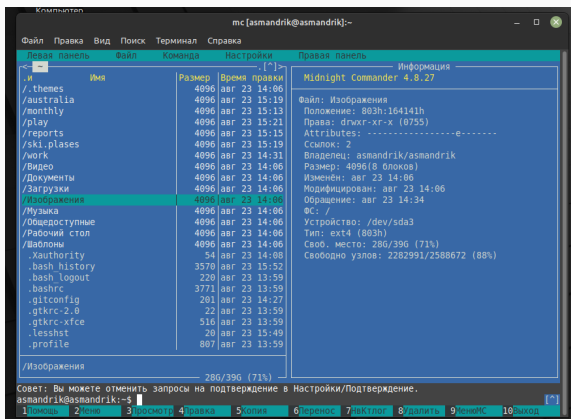 Компьютер
mc [asmandrik@asmandrik]:~
Файл Правка Вид Поиск Терминал Справка
Левая панель Файл Команда Настройки Правая панель
<- ~ .[^]> Информация
.и Имя Размер Время правки Midnight Commander 4.8.27
/.themes 4096 авг 23 14:06
/australia 4096 авг 23 15:19 Файл: Изображения
/monthly 4096 авг 23 15:13 Положение: 803h:164141h
/play 4096 авг 23 15:21 Права: drwxr-xr-x (0755)
/reports 4096 авг 23 15:15 Attributes: -----------------e-------
/ski.plases 4096 авг 23 15:19 Ссылок: 2
/work 4096 авг 23 14:31 Владелец: asmandrik/asmandrik
/Видео 4096 авг 23 14:06 Размер: 4096(8 блоков)
/Документы 4096 авг 23 14:06 Изменён: авг 23 14:06
/Загрузки 4096 авг 23 14:06 Модифицирован: авг 23 14:06
/Изображения 4096 авг 23 14:06 Обращение: авг 23 14:34
/Музыка 4096 авг 23 14:06 ФС: /
/Общедоступные 4096 авг 23 14:06 Устройство: /dev/sda3
/Рабочий стол 4096 авг 23 14:06 Тип: ext4 (803h)
/Шаблоны 4096 авг 23 14:06 Своб. место: 28G/39G (71%)
.Xauthority 54 авг 23 14:08 Свободно узлов: 2282991/2588672 (88%)
.bash_history 3570 авг 23 15:52
.bash_logout 220 авг 23 13:59
.bashrc 3771 авг 23 13:59
.gitconfig 201 авг 23 14:27
.gtkrc-2.0 22 авг 23 13:59
.gtkrc-xfce 516 авг 23 13:59
.lesshst 20 авг 23 15:49
.profile 807 авг 23 13:59
/Изображения
28G/39G (71%)
Совет: Вы можете отменить запросы на подтверждение в Настройки/Подтверждение.
asmandrik@asmandrik:~$ [^]
1Помощь 2Меню 3Просмотр 4Правка 5Копия 6Перенос 7НвКтлог 8Удалить 9МенюМС 10Выход